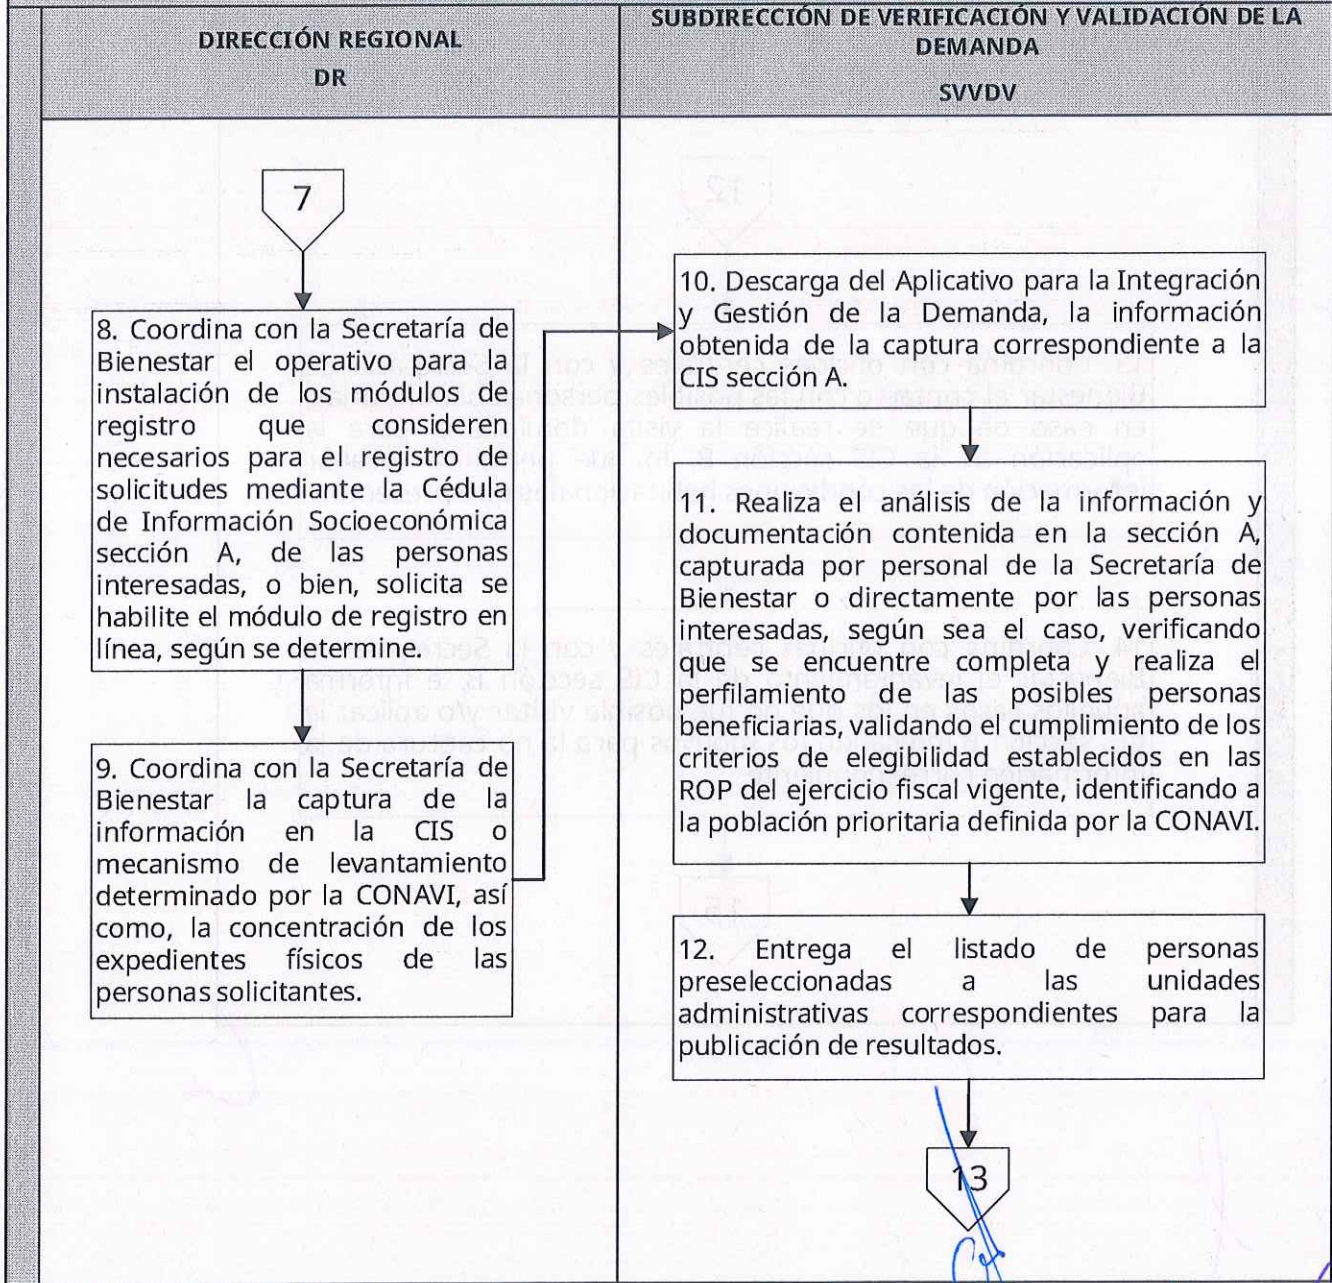 DIRECCIÓN REGIONAL
DR
SUBDIRECCIÓN DE VERIFICACIÓN Y VALIDACIÓN DE LA
DEMANDA
SVVDV
7
8. Coordina con la Secretaría de
Bienestar el operativo para la
instalación de los módulos de
registro que consideren
necesarios para el registro de
solicitudes mediante la Cédula
de Información Socioeconómica
sección A, de las personas
interesadas, o bien, solicita se
habilite el módulo de registro en
línea, según se determine.
9. Coordina con la Secretaría de
Bienestar la captura de la
información en la CIS o
mecanismo de levantamiento
determinado por la CONAVI, así
como, la concentración de los
expedientes físicos de las
personas solicitantes.
10. Descarga del Aplicativo para la Integración
y Gestión de la Demanda, la información
obtenida de la captura correspondiente a la
CIS sección A.
11. Realiza el análisis de la información y
documentación contenida en la sección A,
capturada por personal de la Secretaría de
Bienestar o directamente por las personas
interesadas, según sea el caso, verificando
que se encuentre completa y realiza el
perfilamiento de las posibles personas
beneficiarias, validando el cumplimiento de los
criterios de elegibilidad establecidos en las
ROP del ejercicio fiscal vigente, identificando a
la población prioritaria definida por la CONAVI.
12. Entrega el listado de personas
preseleccionadas a las unidades
administrativas correspondientes para la
publicación de resultados.
13